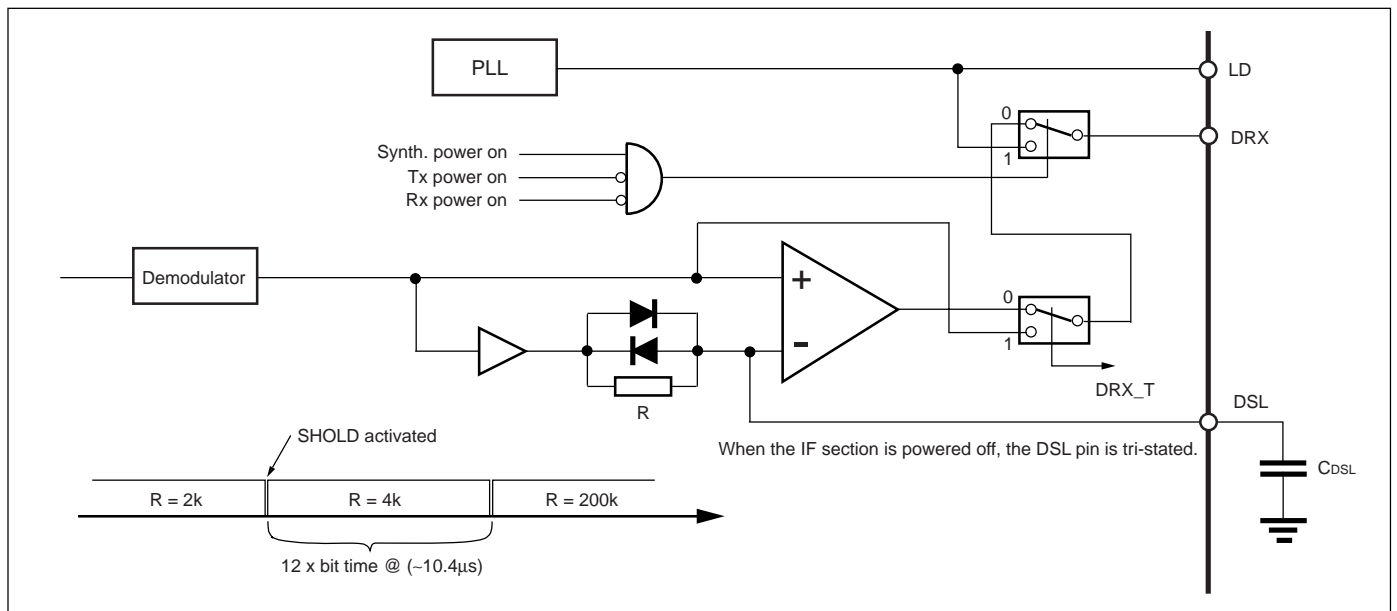 PLL
LD
0
1
DRX
Synth. power on
Tx power on
Rx power on
Demodulator
+
-
0
1
R
DRX_T
DSL
When the IF section is powered off, the DSL pin is tri-stated.
CDSL
SHOLD activated
R = 2k
R = 4k
R = 200k
12 x bit time @ (~10.4µs)